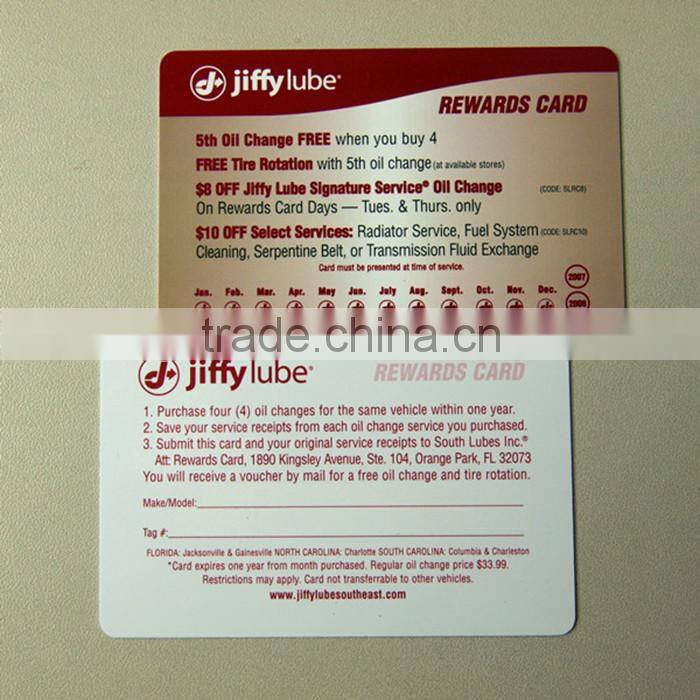 jiffylube®
REWARDS CARD
5th Oil Change FREE when you buy 4
FREE Tire Rotation with 5th oil change (at available stores)
$8 OFF Jiffy Lube Signature Service® Oil Change (CODE: SLRC8)
On Rewards Card Days — Tues. & Thurs. only
$10 OFF Select Services: Radiator Service, Fuel System (CODE: SLRC10)
Cleaning, Serpentine Belt, or Transmission Fluid Exchange
Card must be presented at time of service.
2007
Jan. Feb. Mar. Apr. May Jun. July Aug. Sept. Oct. Nov. Dec.
2008
trade.china.cn
jiffylube®
REWARDS CARD
1. Purchase four (4) oil changes for the same vehicle within one year.
2. Save your service receipts from each oil change service you purchased.
3. Submit this card and your original service receipts to South Lubes Inc.®
Att: Rewards Card, 1890 Kingsley Avenue, Ste. 104, Orange Park, FL 32073
You will receive a voucher by mail for a free oil change and tire rotation.
Make/Model:
Tag #:
FLORIDA: Jacksonville & Gainesville NORTH CAROLINA: Charlotte SOUTH CAROLINA: Columbia & Charleston
*Card expires one year from month purchased. Regular oil change price $33.99.
Restrictions may apply. Card not transferrable to other vehicles.
www.jiffylubesoutheast.com